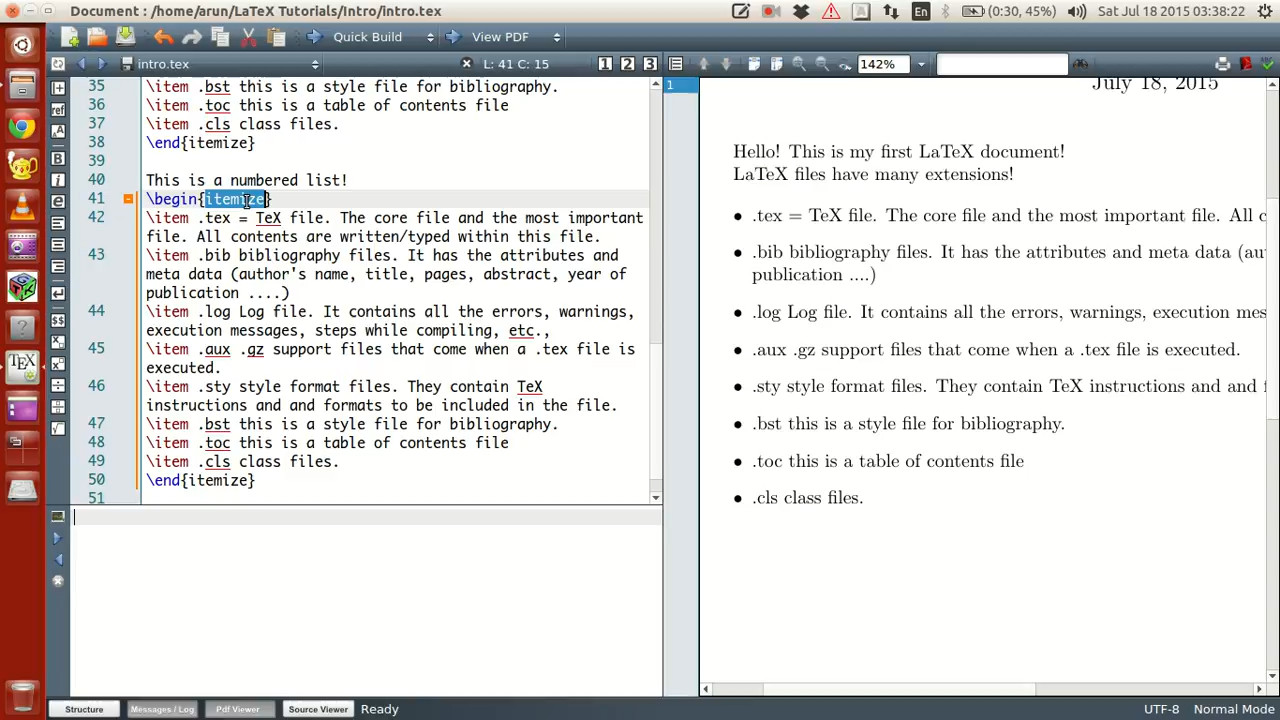 Document : /home/arun/LaTeX Tutorials/Intro/intro.tex
En
(0:30, 45%)
Sat Jul 18 2015 03:38:22
Quick Build
View PDF
intro.tex
L: 41 C: 15
1
2
3
142%
35 \item .bst this is a style file for bibliography.
36 \item .toc this is a table of contents file
37 \item .cls class files.
38 \end{itemize}
39
40 This is a numbered list!
41 \begin{itemize}
42 \item .tex = TeX file. The core file and the most important
file. All contents are written/typed within this file.
43 \item .bib bibliography files. It has the attributes and
meta data (author's name, title, pages, abstract, year of
publication ....)
44 \item .log Log file. It contains all the errors, warnings,
execution messages, steps while compiling, etc.,
45 \item .aux .gz support files that come when a .tex file is
executed.
46 \item .sty style format files. They contain TeX
instructions and and formats to be included in the file.
47 \item .bst this is a style file for bibliography.
48 \item .toc this is a table of contents file
49 \item .cls class files.
50 \end{itemize}
51
ref
A
B
i
e
$$
TEX
1
July 18, 2015
Hello! This is my first LaTeX document!
LaTeX files have many extensions!
• .tex = TeX file. The core file and the most important file. All c
• .bib bibliography files. It has the attributes and meta data (au
publication ....)
• .log Log file. It contains all the errors, warnings, execution mes
• .aux .gz support files that come when a .tex file is executed.
• .sty style format files. They contain TeX instructions and and f
• .bst this is a style file for bibliography.
• .toc this is a table of contents file
• .cls class files.
Structure
Messages / Log
Pdf Viewer
Source Viewer
Ready
UTF-8
Normal Mode